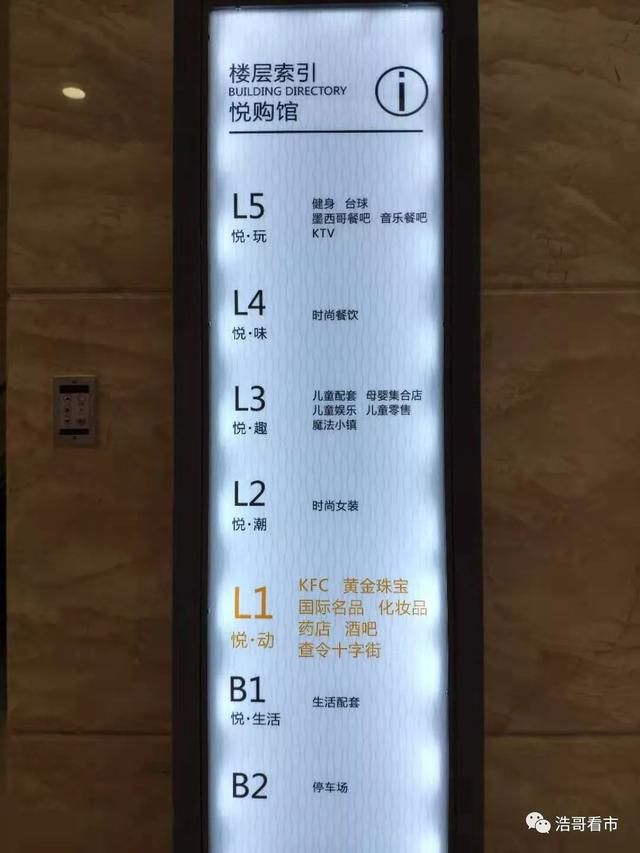 楼层索引
BUILDING DIRECTORY
悦购馆
i
L5
悦·玩
健身 台球
墨西哥餐吧 音乐餐吧
KTV
L4
悦·味
时尚餐饮
L3
悦·趣
儿童配套 母婴集合店
儿童娱乐 儿童零售
魔法小镇
L2
悦·潮
时尚女装
L1
悦·动
KFC 黄金珠宝
国际名品 化妆品
药店 酒吧
查令十字街
B1
悦·生活
生活配套
B2
停车场
浩哥看市